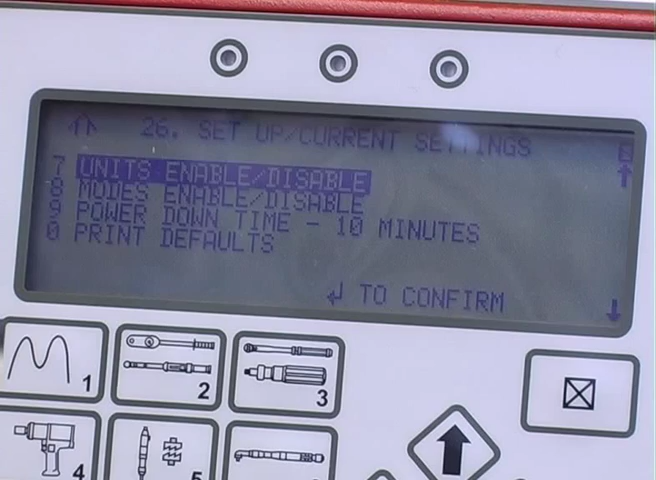 26. SET UP/CURRENT SETTINGS
7 UNITS ENABLE/DISABLE
8 MODES ENABLE/DISABLE
9 POWER DOWN TIME - 10 MINUTES
0 PRINT DEFAULTS
↵ TO CONFIRM
1
2
3
4
5
6